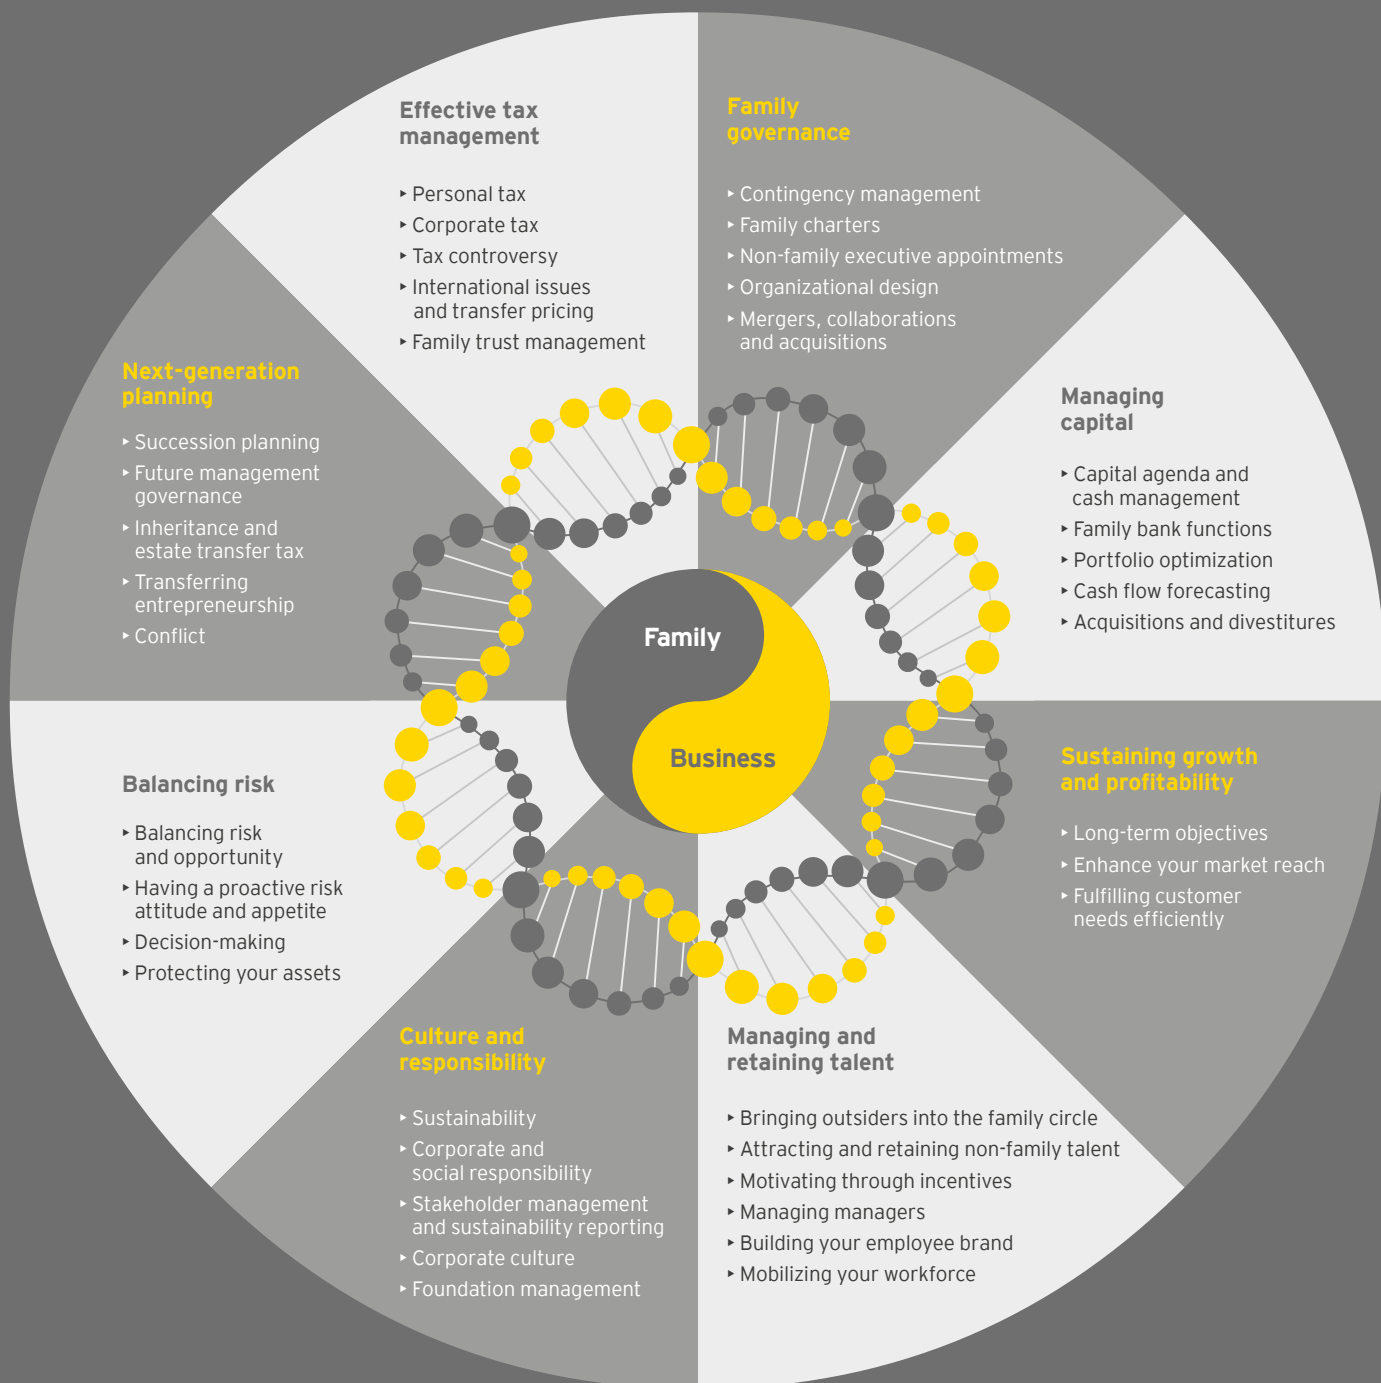 Effective tax
management
▸ Personal tax
▸ Corporate tax
▸ Tax controversy
▸ International issues
and transfer pricing
▸ Family trust management
Family
governance
▸ Contingency management
▸ Family charters
▸ Non-family executive appointments
▸ Organizational design
▸ Mergers, collaborations
and acquisitions
Next-generation
planning
▸ Succession planning
▸ Future management
governance
▸ Inheritance and
estate transfer tax
▸ Transferring
entrepreneurship
▸ Conflict
Managing
capital
▸ Capital agenda and
cash management
▸ Family bank functions
▸ Portfolio optimization
▸ Cash flow forecasting
▸ Acquisitions and divestitures
Family
Business
Balancing risk
▸ Balancing risk
and opportunity
▸ Having a proactive risk
attitude and appetite
▸ Decision-making
▸ Protecting your assets
Sustaining growth
and profitability
▸ Long-term objectives
▸ Enhance your market reach
▸ Fulfilling customer
needs efficiently
Culture and
responsibility
▸ Sustainability
▸ Corporate and
social responsibility
▸ Stakeholder management
and sustainability reporting
▸ Corporate culture
▸ Foundation management
Managing and
retaining talent
▸ Bringing outsiders into the family circle
▸ Attracting and retaining non-family talent
▸ Motivating through incentives
▸ Managing managers
▸ Building your employee brand
▸ Mobilizing your workforce